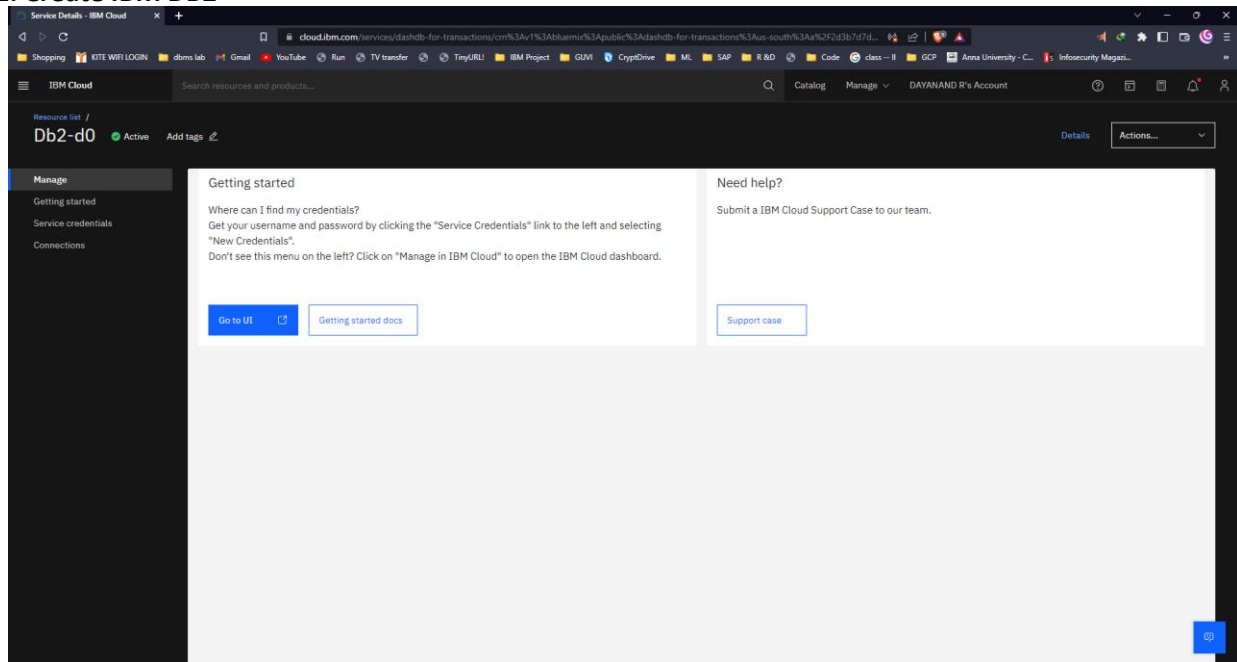 Service Details - IBM Cloud
cloud.ibm.com/services/dashdb-for-transactions/crn%3Av1%3Abluemix%3Apublic%3Adashdb-for-transactions%3Aus-south%3Aa%2F2d3b7d7d...
Shopping KITE WIFI LOGIN dbms lab Gmail YouTube Run TV transfer TinyURL! IBM Project GUVI CryptDrive ML SAP R &D Code class – II GCP Anna University - C... Infosecurity Magazi...
IBM Cloud Search resources and products... Catalog Manage DAYANAND R's Account
Resource list /
Db2-d0 Active Add tags Details Actions...
Manage
Getting started
Service credentials
Connections
Getting started
Where can I find my credentials?
Get your username and password by clicking the "Service Credentials" link to the left and selecting
"New Credentials".
Don't see this menu on the left? Click on "Manage in IBM Cloud" to open the IBM Cloud dashboard.
Go to UI Getting started docs
Need help?
Submit a IBM Cloud Support Case to our team.
Support case